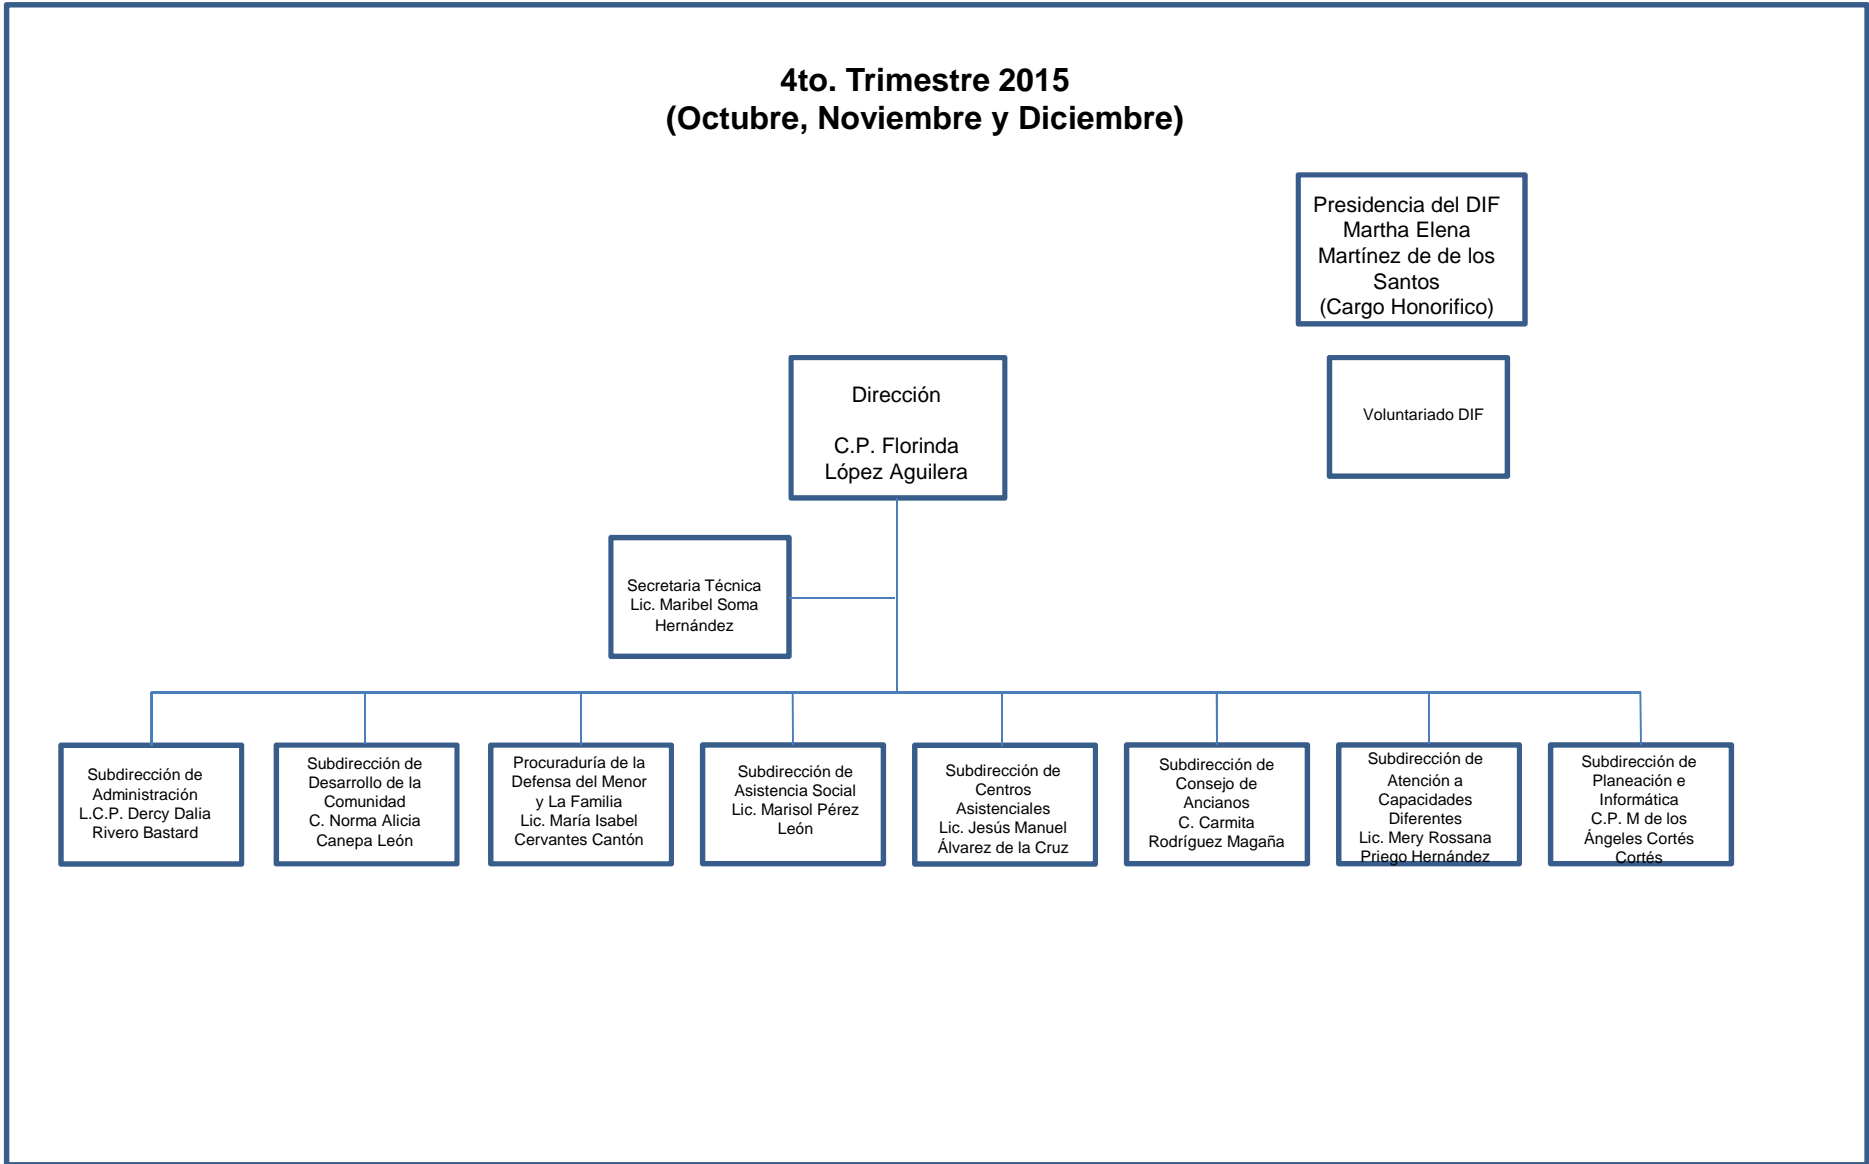 4to. Trimestre 2015
(Octubre, Noviembre y Diciembre)
Presidencia del DIF
Martha Elena
Martínez de de los
Santos
(Cargo Honorifico)
Dirección
C.P. Florinda
López Aguilera
Voluntariado DIF
Secretaria Técnica
Lic. Maribel Soma
Hernández
Subdirección de
Administración
L.C.P. Dercy Dalia
Rivero Bastard
Subdirección de
Desarrollo de la
Comunidad
C. Norma Alicia
Canepa León
Procuraduría de la
Defensa del Menor
y La Familia
Lic. María Isabel
Cervantes Cantón
Subdirección de
Asistencia Social
Lic. Marisol Pérez
León
Subdirección de
Centros
Asistenciales
Lic. Jesús Manuel
Álvarez de la Cruz
Subdirección de
Consejo de
Ancianos
C. Carmita
Rodríguez Magaña
Subdirección de
Atención a
Capacidades
Diferentes
Lic. Mery Rossana
Priego Hernández
Subdirección de
Planeación e
Informática
C.P. M de los
Ángeles Cortés
Cortés